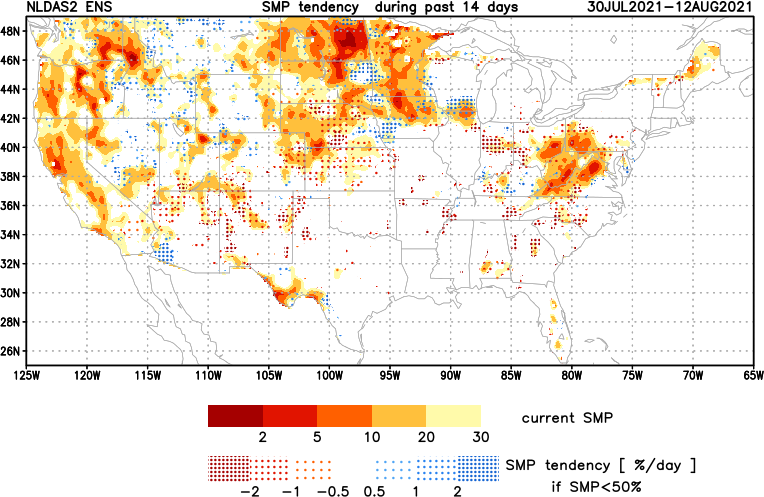 NLDAS2 ENS SMP tendency during past 14 days 30JUL2021-12AUG2021
48N
46N
44N
42N
40N
38N
36N
34N
32N
30N
28N
26N
125W 120W 115W 110W 105W 100W 95W 90W 85W 80W 75W 70W 65W
current SMP
2 5 10 20 30
SMP tendency [ %/day ]
-2 -1 -0.5 0.5 1 2
if SMP<50%